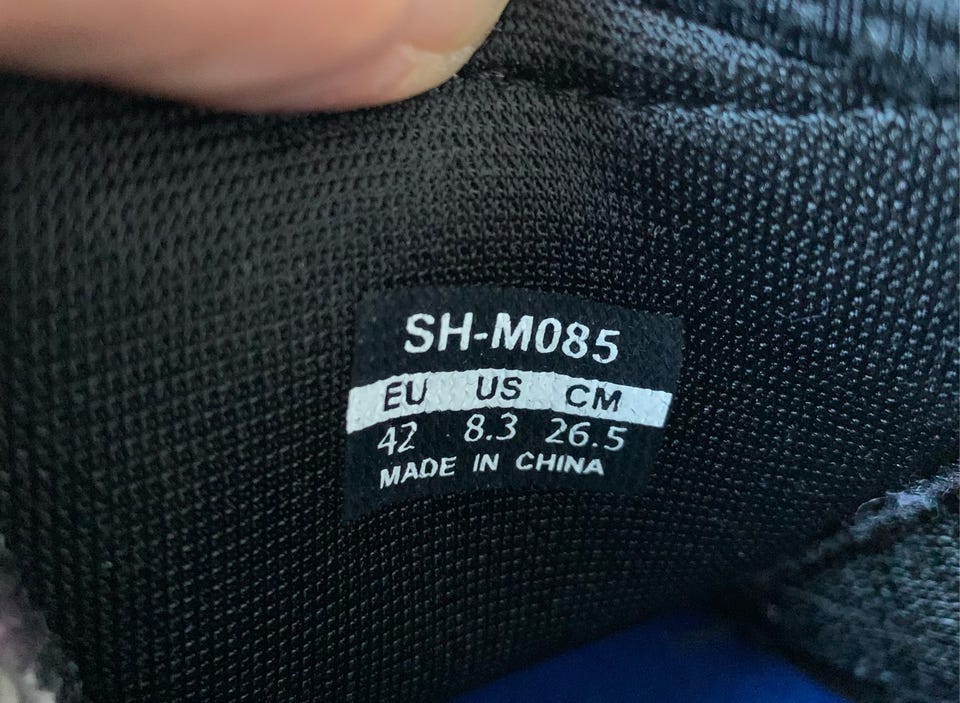 SH-M085
EU US CM
42 8.3 26.5
MADE IN CHINA